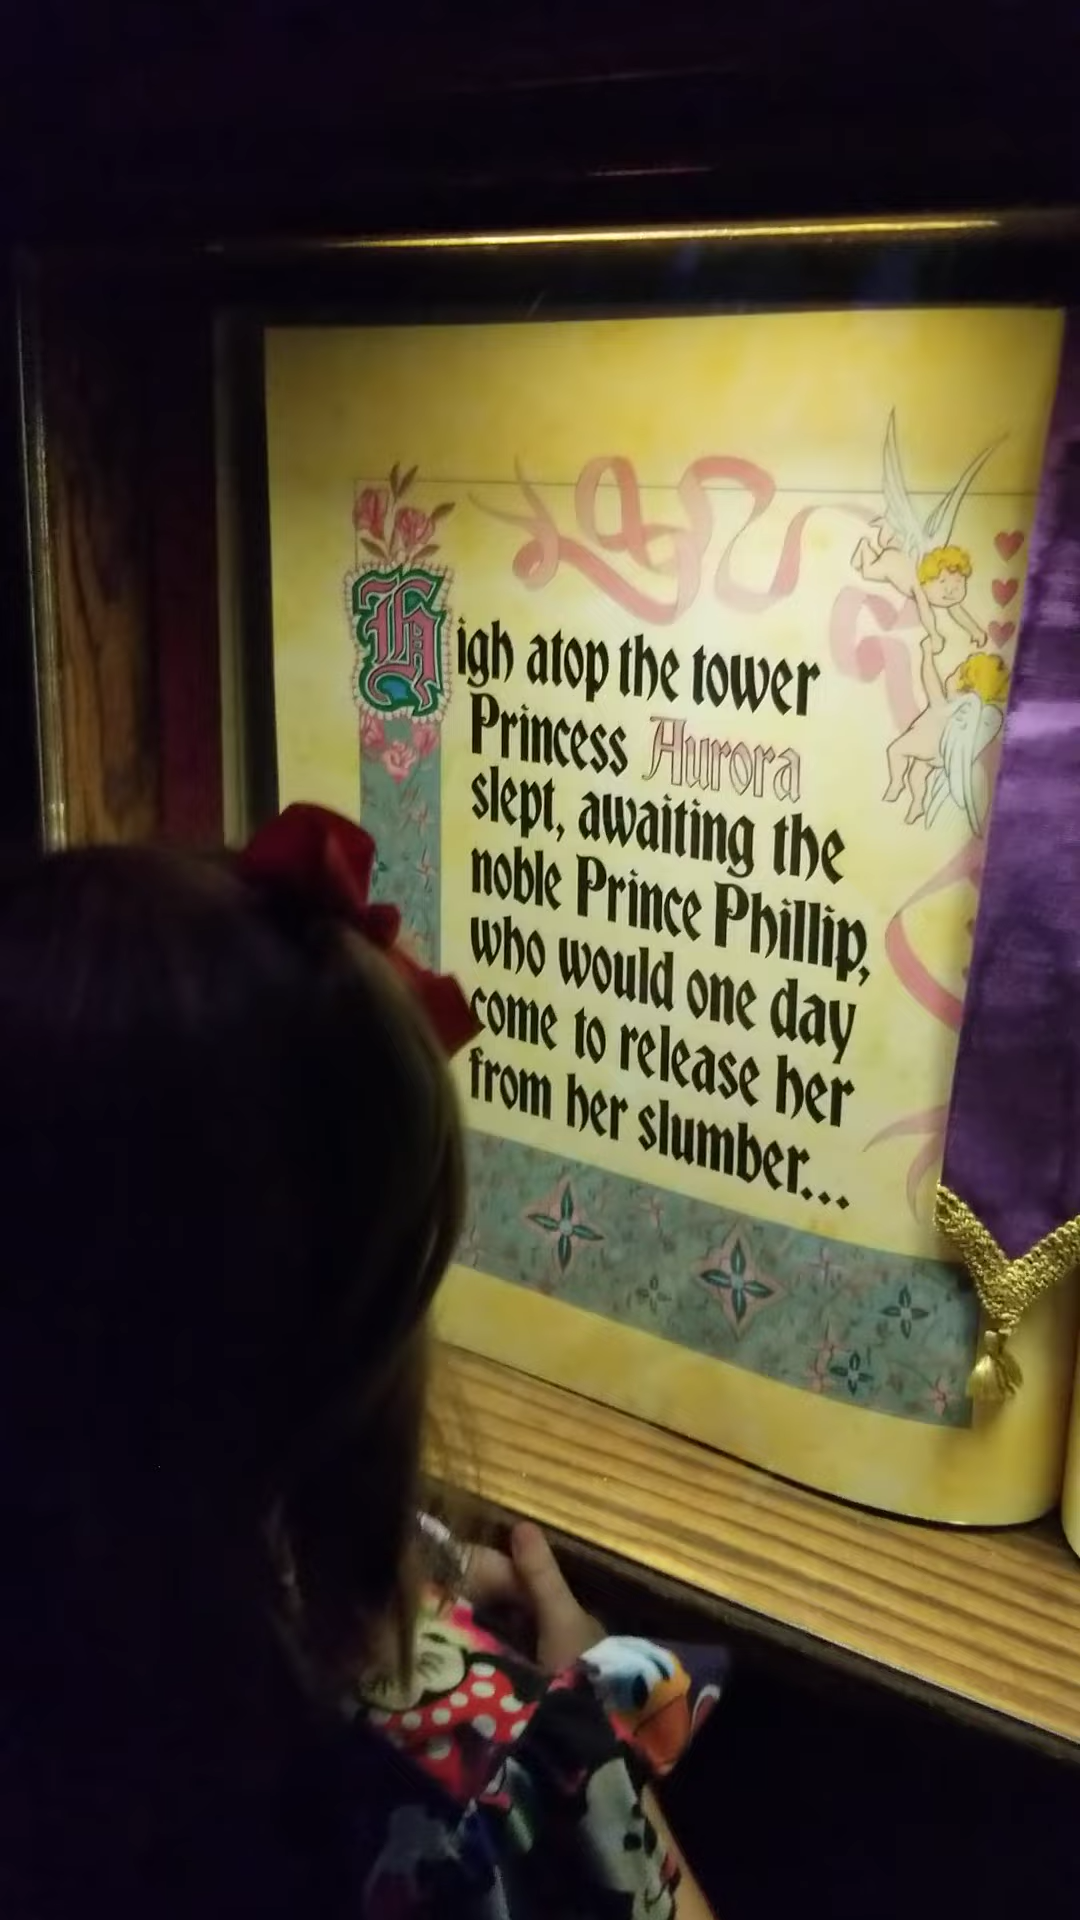 High atop the tower
Princess Aurora
slept, awaiting the
noble Prince Phillip,
who would one day
come to release her
from her slumber...